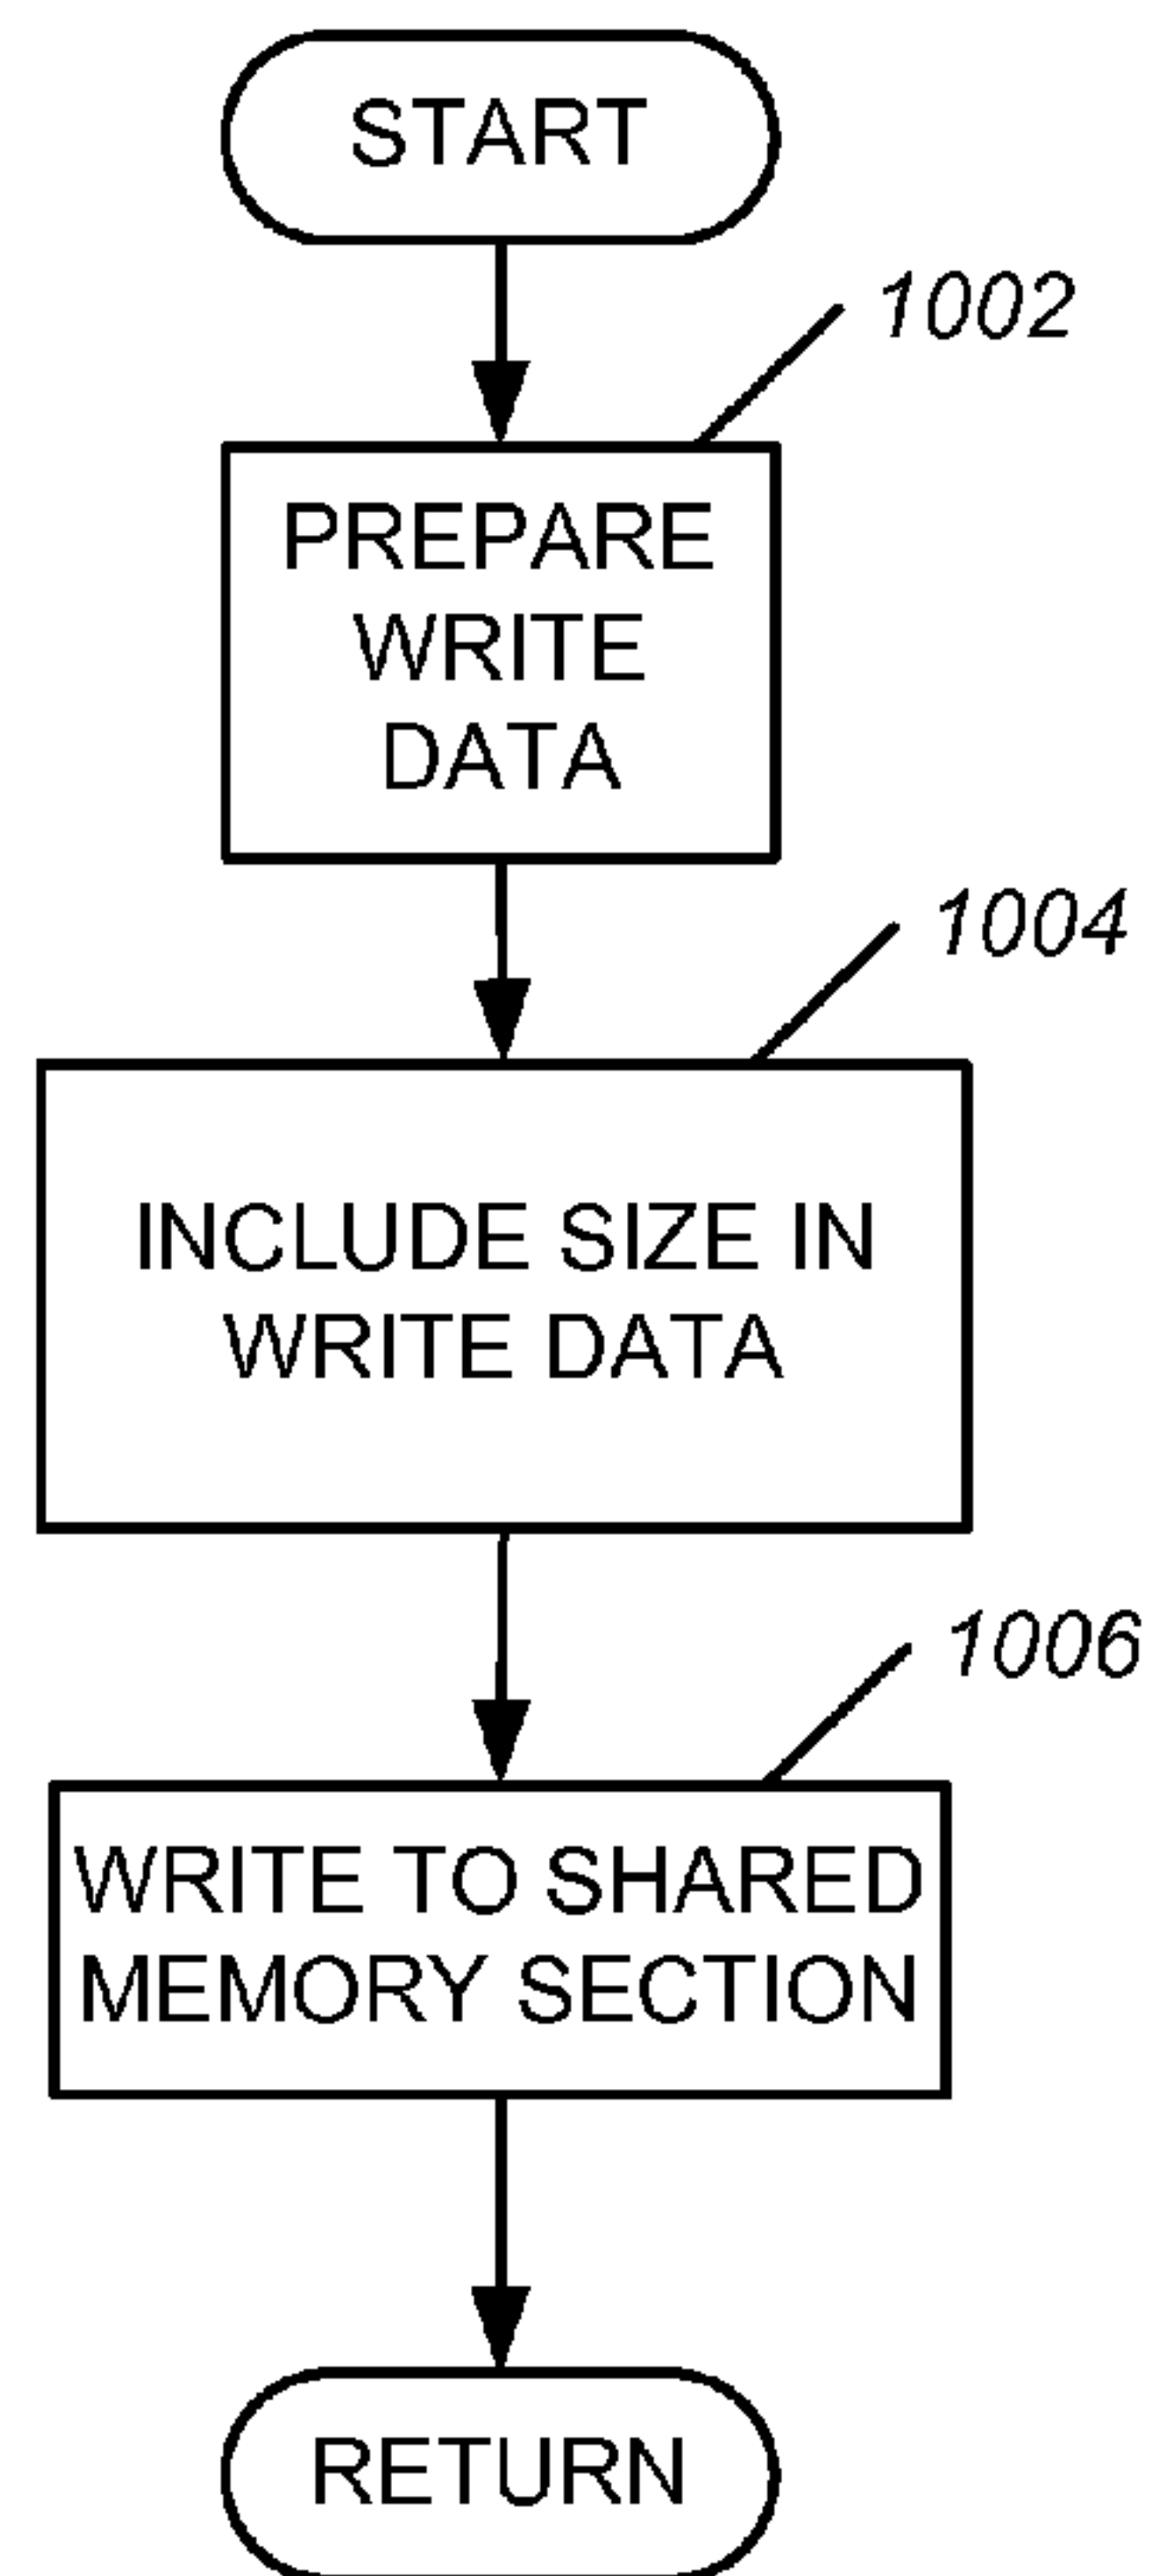 START
1002
PREPARE
WRITE
DATA
1004
INCLUDE SIZE IN
WRITE DATA
1006
WRITE TO SHARED
MEMORY SECTION
RETURN